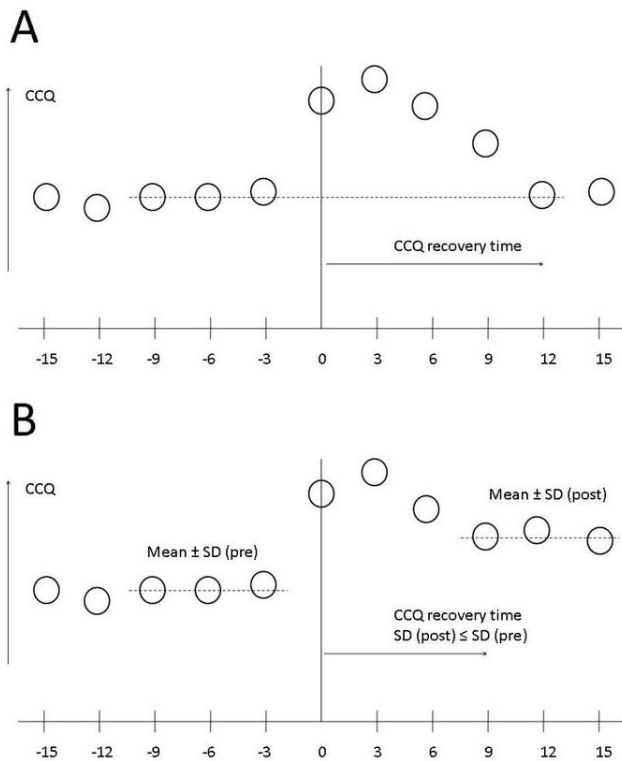 A
CCQ
CCQ recovery time
-15 -12 -9 -6 -3 0 3 6 9 12 15
B
CCQ
Mean ± SD (post)
Mean ± SD (pre)
CCQ recovery time
SD (post) ≤ SD (pre)
-15 -12 -9 -6 -3 0 3 6 9 12 15